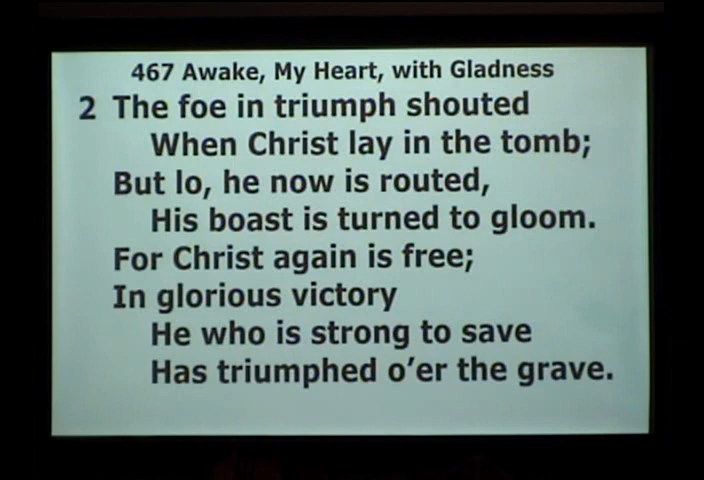 467 Awake, My Heart, with Gladness
2 The foe in triumph shouted
When Christ lay in the tomb;
But lo, he now is routed,
His boast is turned to gloom.
For Christ again is free;
In glorious victory
He who is strong to save
Has triumphed o’er the grave.